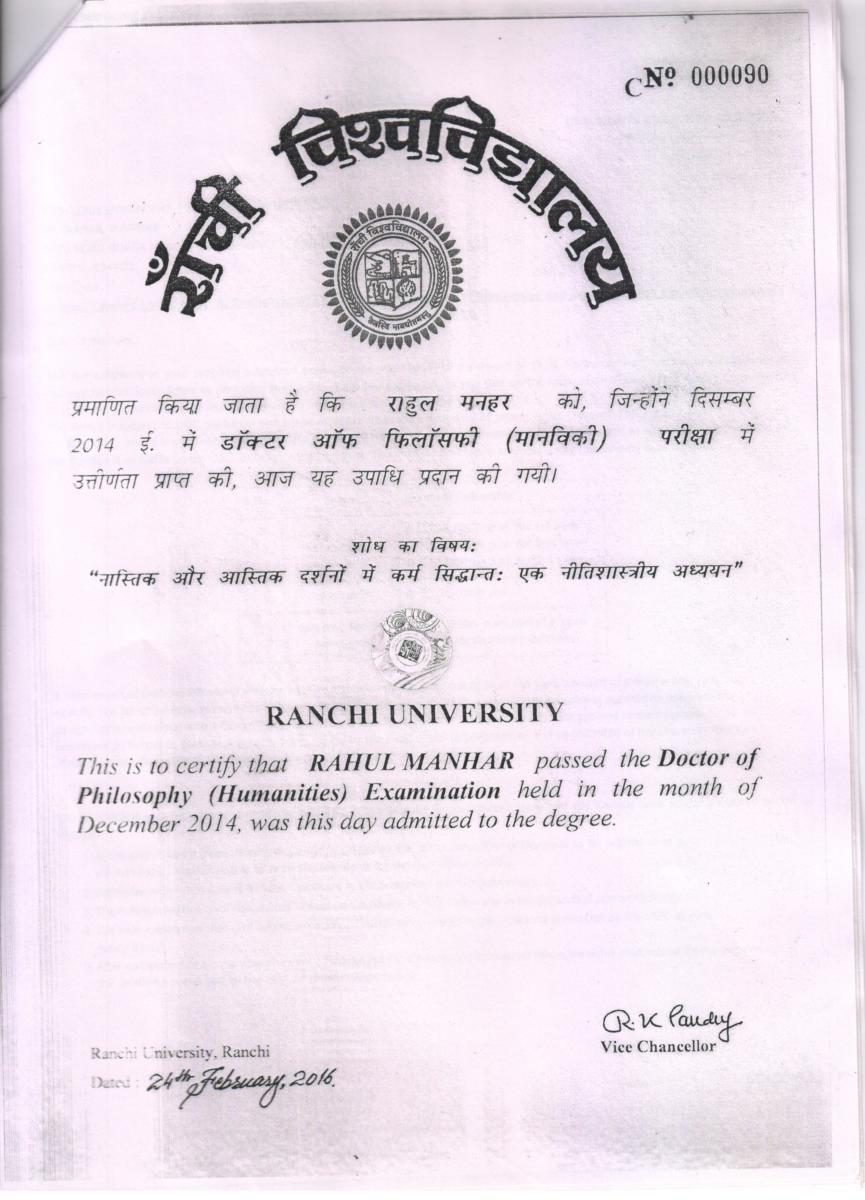 CNº 000090
राँची विश्वविद्यालय
राँची विश्वविद्यालय
प्रमाणित किया जाता है कि राहुल मनहर को, जिन्होंने दिसम्बर
2014 ई. में डॉक्टर ऑफ फिलॉसफी (मानविकी) परीक्षा में
उत्तीर्णता प्राप्त की, आज यह उपाधि प्रदान की गयी।
शोध का विषय:
“नास्तिक और आस्तिक दर्शनों में कर्म सिद्धान्त: एक नीतिशास्त्रीय अध्ययन”
RANCHI UNIVERSITY
This is to certify that RAHUL MANHAR passed the Doctor of
Philosophy (Humanities) Examination held in the month of
December 2014, was this day admitted to the degree.
R. K Pandey
Vice Chancellor
Ranchi University, Ranchi
Dated : 24th February, 2016.